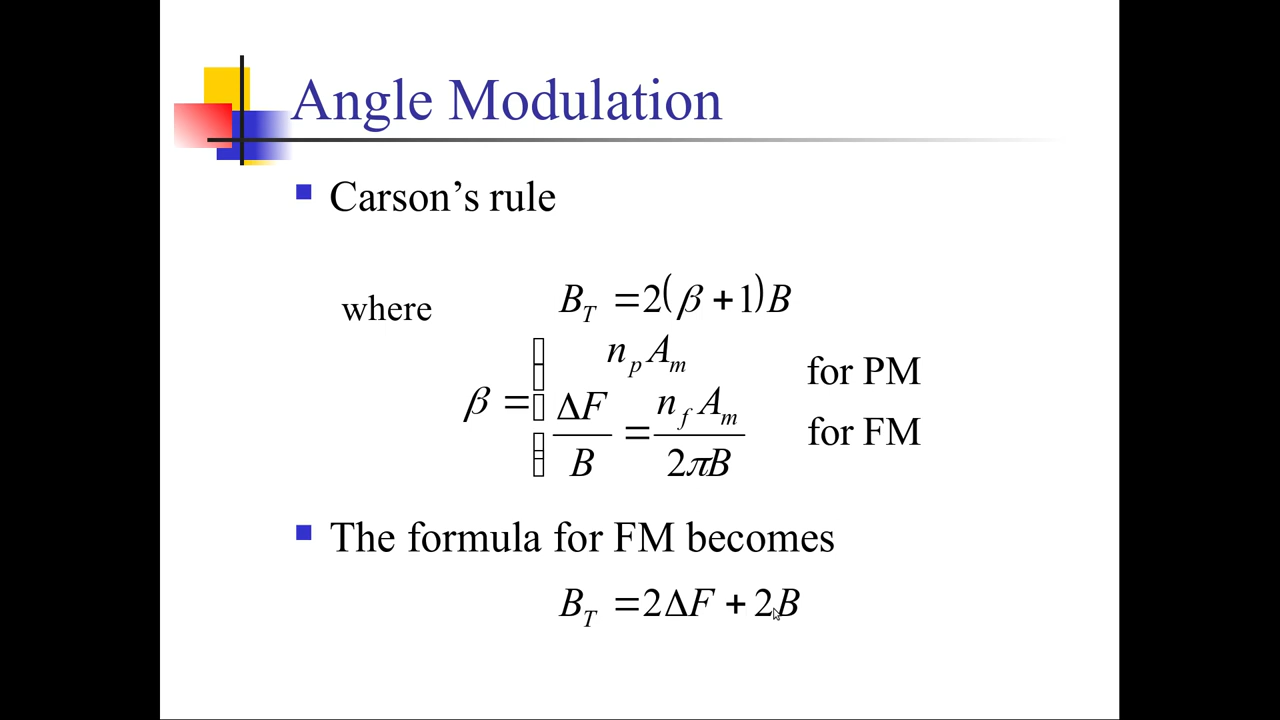 Angle Modulation
Carson's rule
where
B_T = 2(β + 1)B
β = { n_p A_m for PM
ΔF/B = n_f A_m / 2πB for FM
The formula for FM becomes
B_T = 2ΔF + 2B